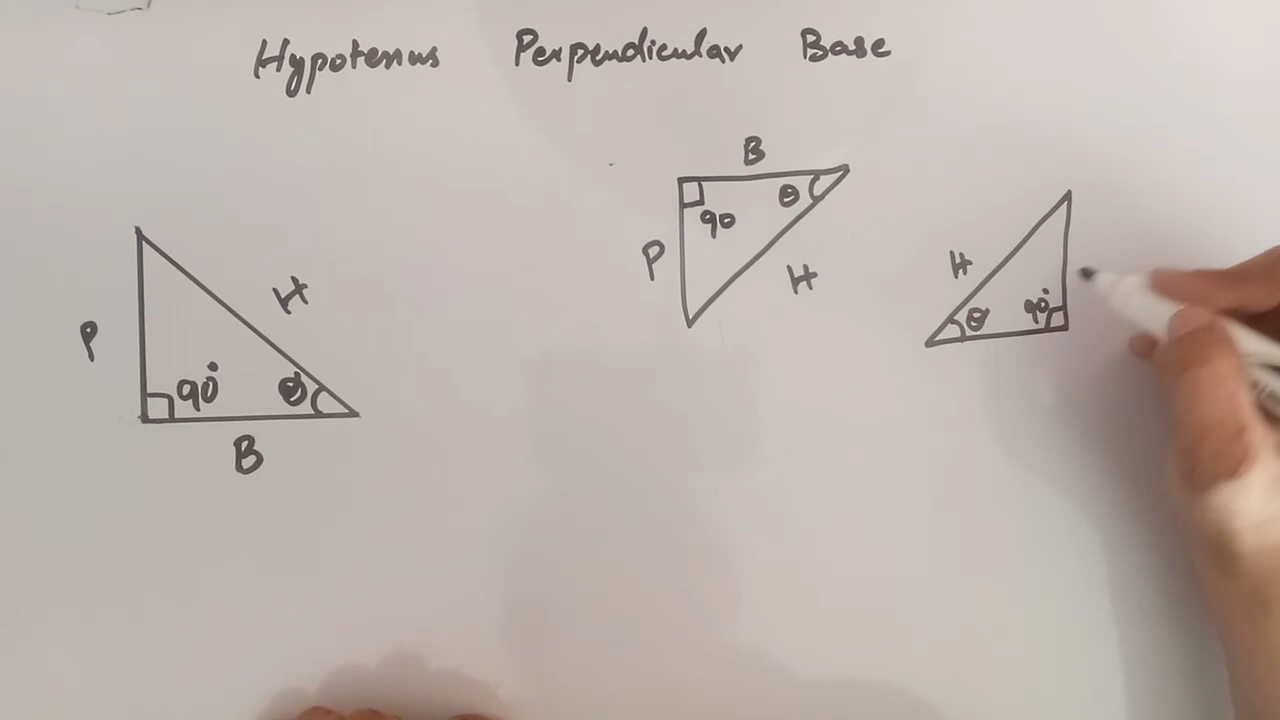 Hypotenus Perpendicular Base
P
H
90°
θ
B
B
90
θ
P
H
H
θ
90°